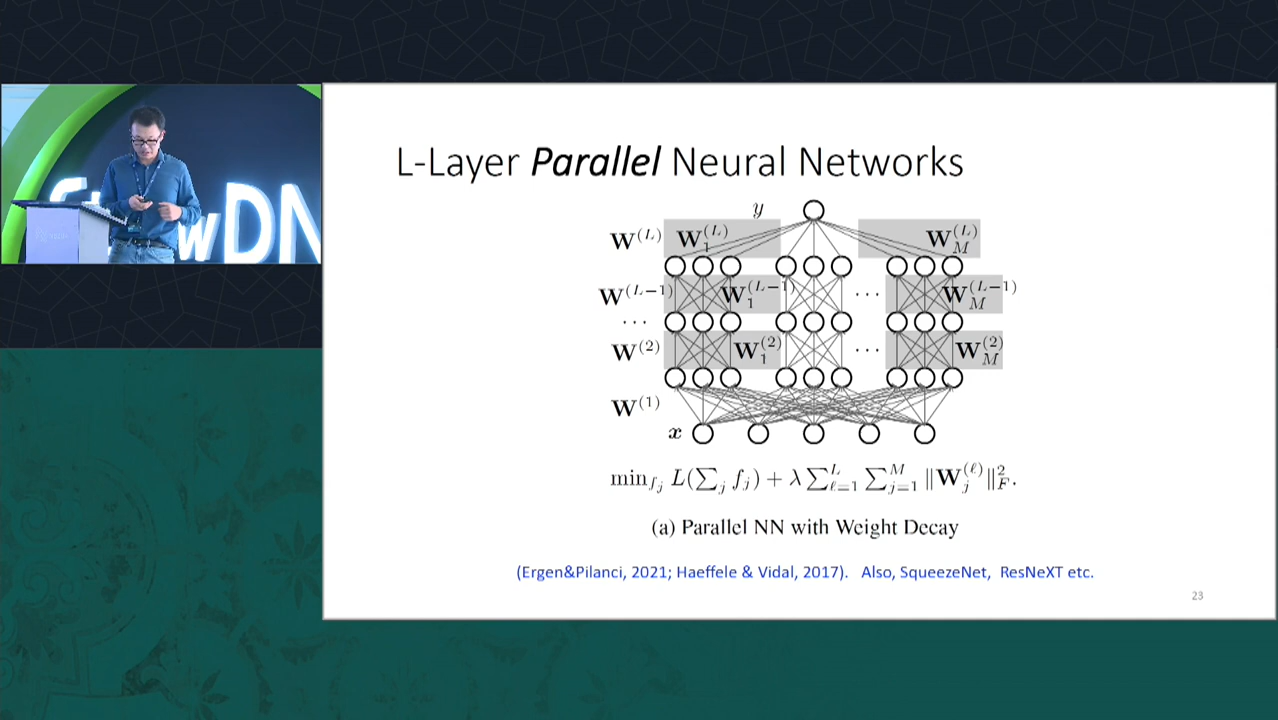 L-Layer Parallel Neural Networks
y
W^{(L)} W_1^{(L)} W_M^{(L)}
W^{(L-1)} W_1^{(L-1)} ... W_M^{(L-1)}
...
W^{(2)} W_1^{(2)} ... W_M^{(2)}
W^{(1)}
x
min_{f_j} L(∑_j f_j) + λ ∑_{ℓ=1}^{L} ∑_{j=1}^{M} ‖W_j^{(ℓ)}‖_F^2.
(a) Parallel NN with Weight Decay
(Ergen&Pilanci, 2021; Haeffele & Vidal, 2017). Also, SqueezeNet, ResNeXT etc.
23